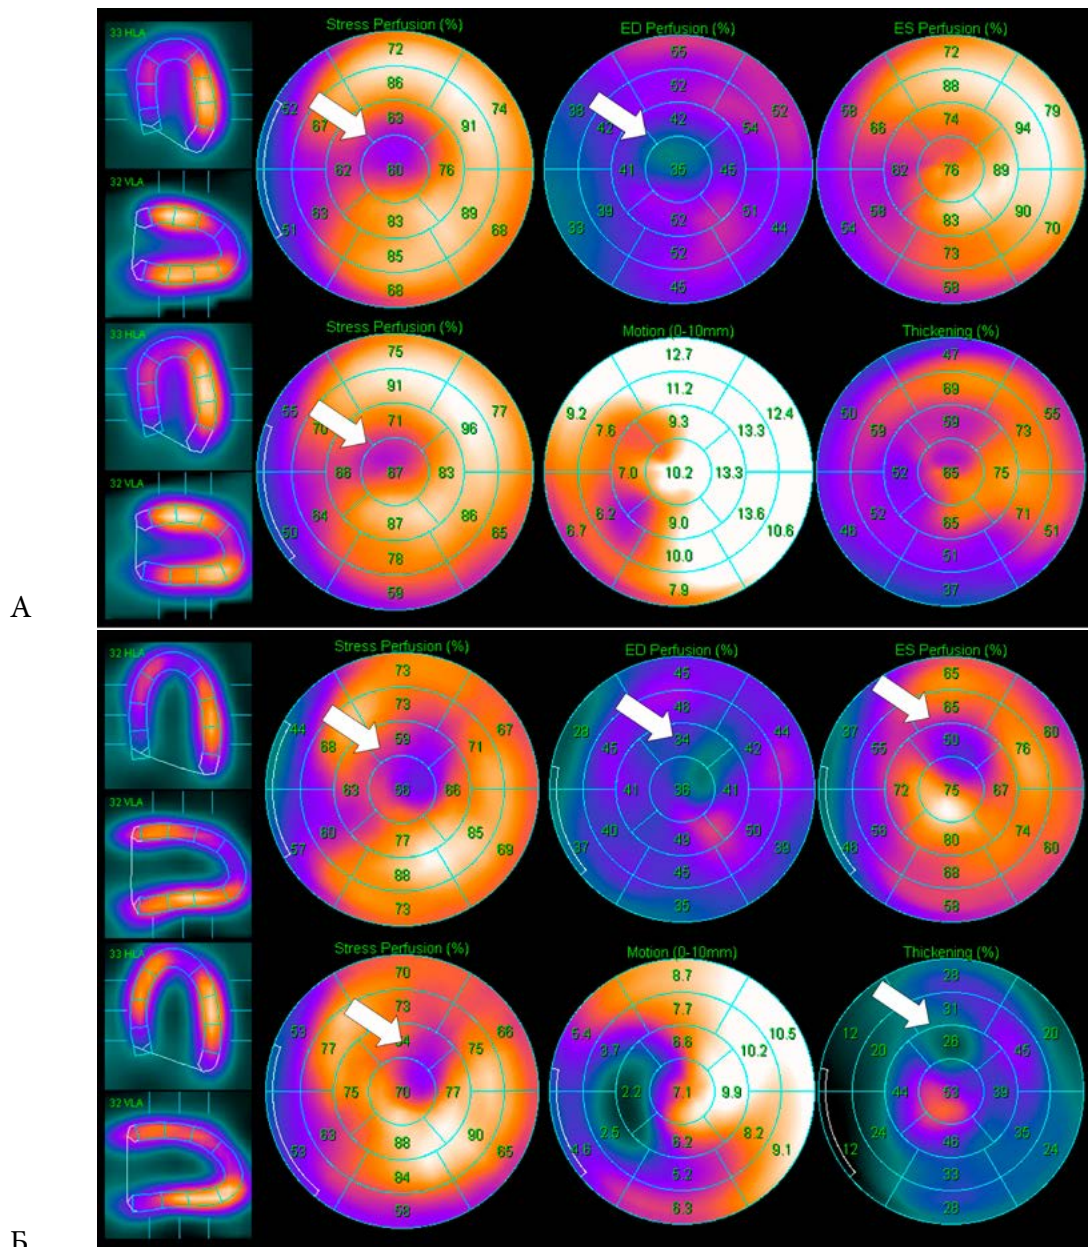 33 HLA
Stress Perfusion (%)
ED Perfusion (%)
ES Perfusion (%)
72
86
52 67 63 91 74
62 60 76
63 83 89
51 85 68
68
55
52
38 42 42 54 52
41 35 45
39 52 51
33 52 44
45
72
88
58 66 74 94 79
62 76 89
58 83 90
54 73 70
58
32 VLA
33 HLA
Stress Perfusion (%)
Motion (0-10mm)
Thickening (%)
75
91
55 70 71 96 77
66 67 83
64 87 86
50 78 65
59
12.7
11.2
9.2 7.6 9.3 13.3 12.4
7.0 10.2 13.3
6.2 9.0 13.6
6.7 10.0 10.6
7.9
47
69
50 59 59 73 55
52 65 75
52 65 71
46 51 51
37
32 VLA
А
32 HLA
Stress Perfusion (%)
ED Perfusion (%)
ES Perfusion (%)
73
73
44 68 59 71 67
63 56 66
60 77 85
57 88 69
73
45
46
28 45 34 42 44
41 36 41
40 49 50
37 45 39
35
65
65
37 55 50 76 60
72 75 67
56 80 74
48 68 60
58
32 VLA
33 HLA
Stress Perfusion (%)
Motion (0-10mm)
Thickening (%)
70
73
53 77 75 66
75 70 77
63 88 90
53 84 65
58
8.7
7.7
5.4 3.7 6.6 10.2 10.5
2.2 7.1 9.9
2.5 6.2 8.2
4.6 5.2 9.1
6.3
28
31
12 20 26 45 20
44 53 39
24 46 35
12 33 24
28
32 VLA
Б